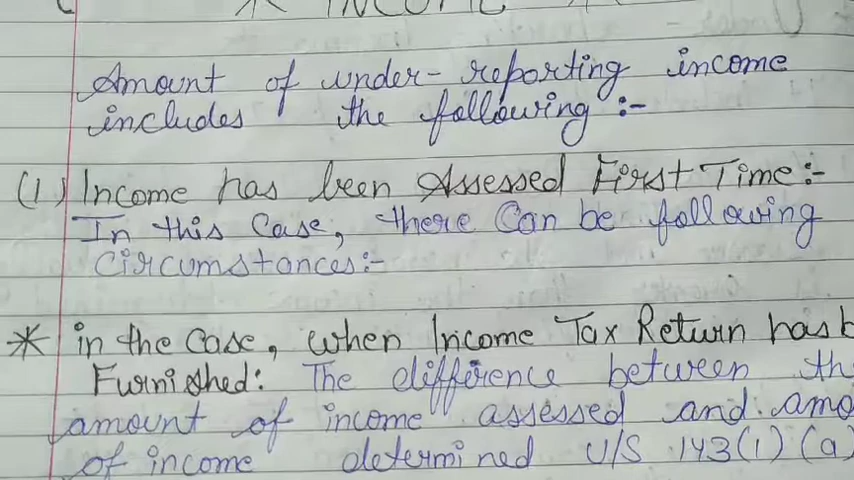 INCOME
Amount of under-reporting income
includes the following :-
(1) Income has been Assessed First Time :-
In this Case, there Can be following
Circumstances:-
* in the Case, when Income Tax Return has
Furnished: The difference between
amount of income assessed and
of income determined U/S 143(1)(a)